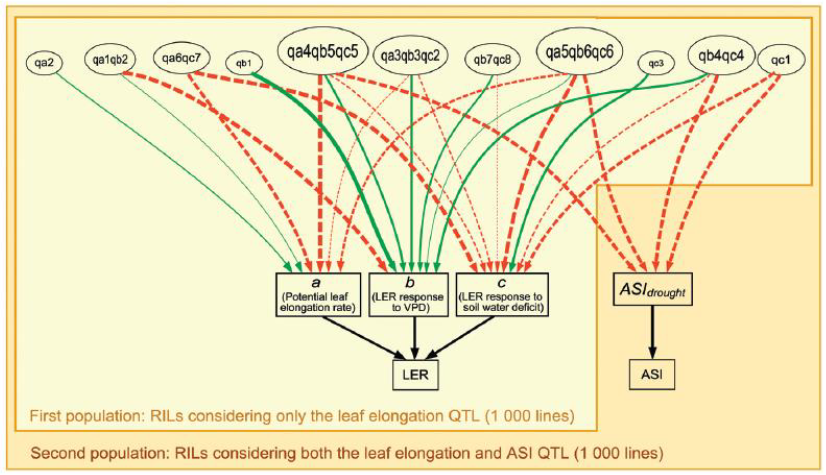 qa2 qa1qb2 qa6qc7 qb1 qa4qb5qc5 qa3qb3qc2 qb7qc8 qa5qb6qc6 qc3 qb4qc4 qc1
a
(Potential leaf
elongation rate)
b
(LER response
to VPD)
c
(LER response to
soil water deficit)
ASIdrought
LER
ASI
First population: RILs considering only the leaf elongation QTL (1 000 lines)
Second population: RILs considering both the leaf elongation and ASI QTL (1 000 lines)